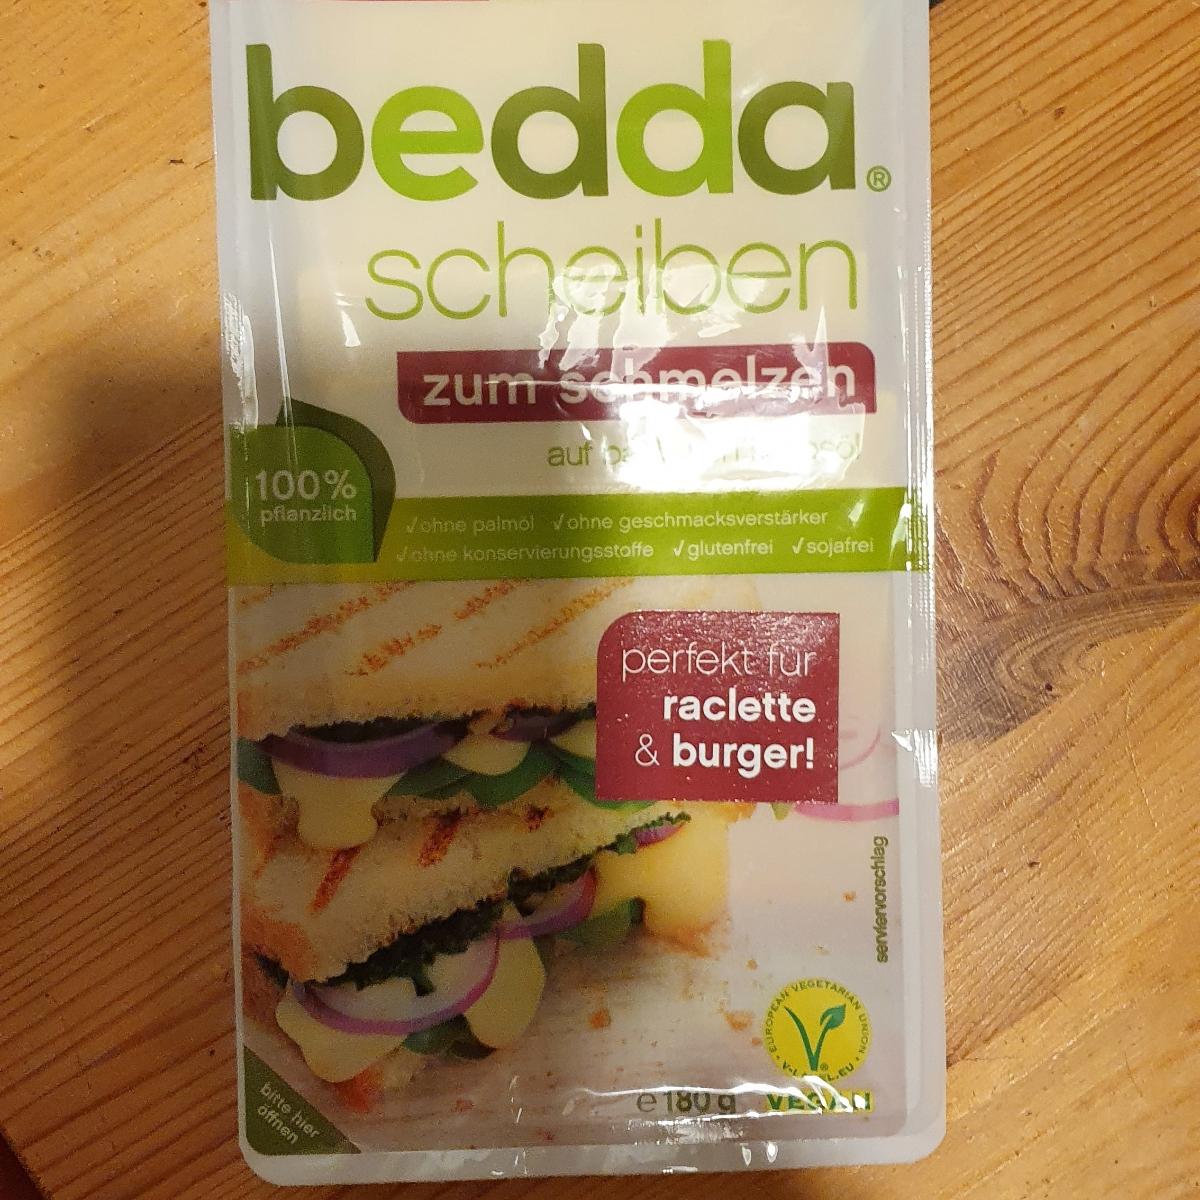 bedda®
scheiben
zum schmelzen
auf
100%
pflanzlich
✓ohne palmöl ✓ohne geschmacksverstärker
✓ohne konservierungsstoffe ✓glutenfrei ✓sojafrei
perfekt für
raclette
& burger!
serviervorschlag
EUROPEAN VEGETARIAN UNION
V-LABEL.EU
bitte hier
öffnen
e 180 g
VEGAN